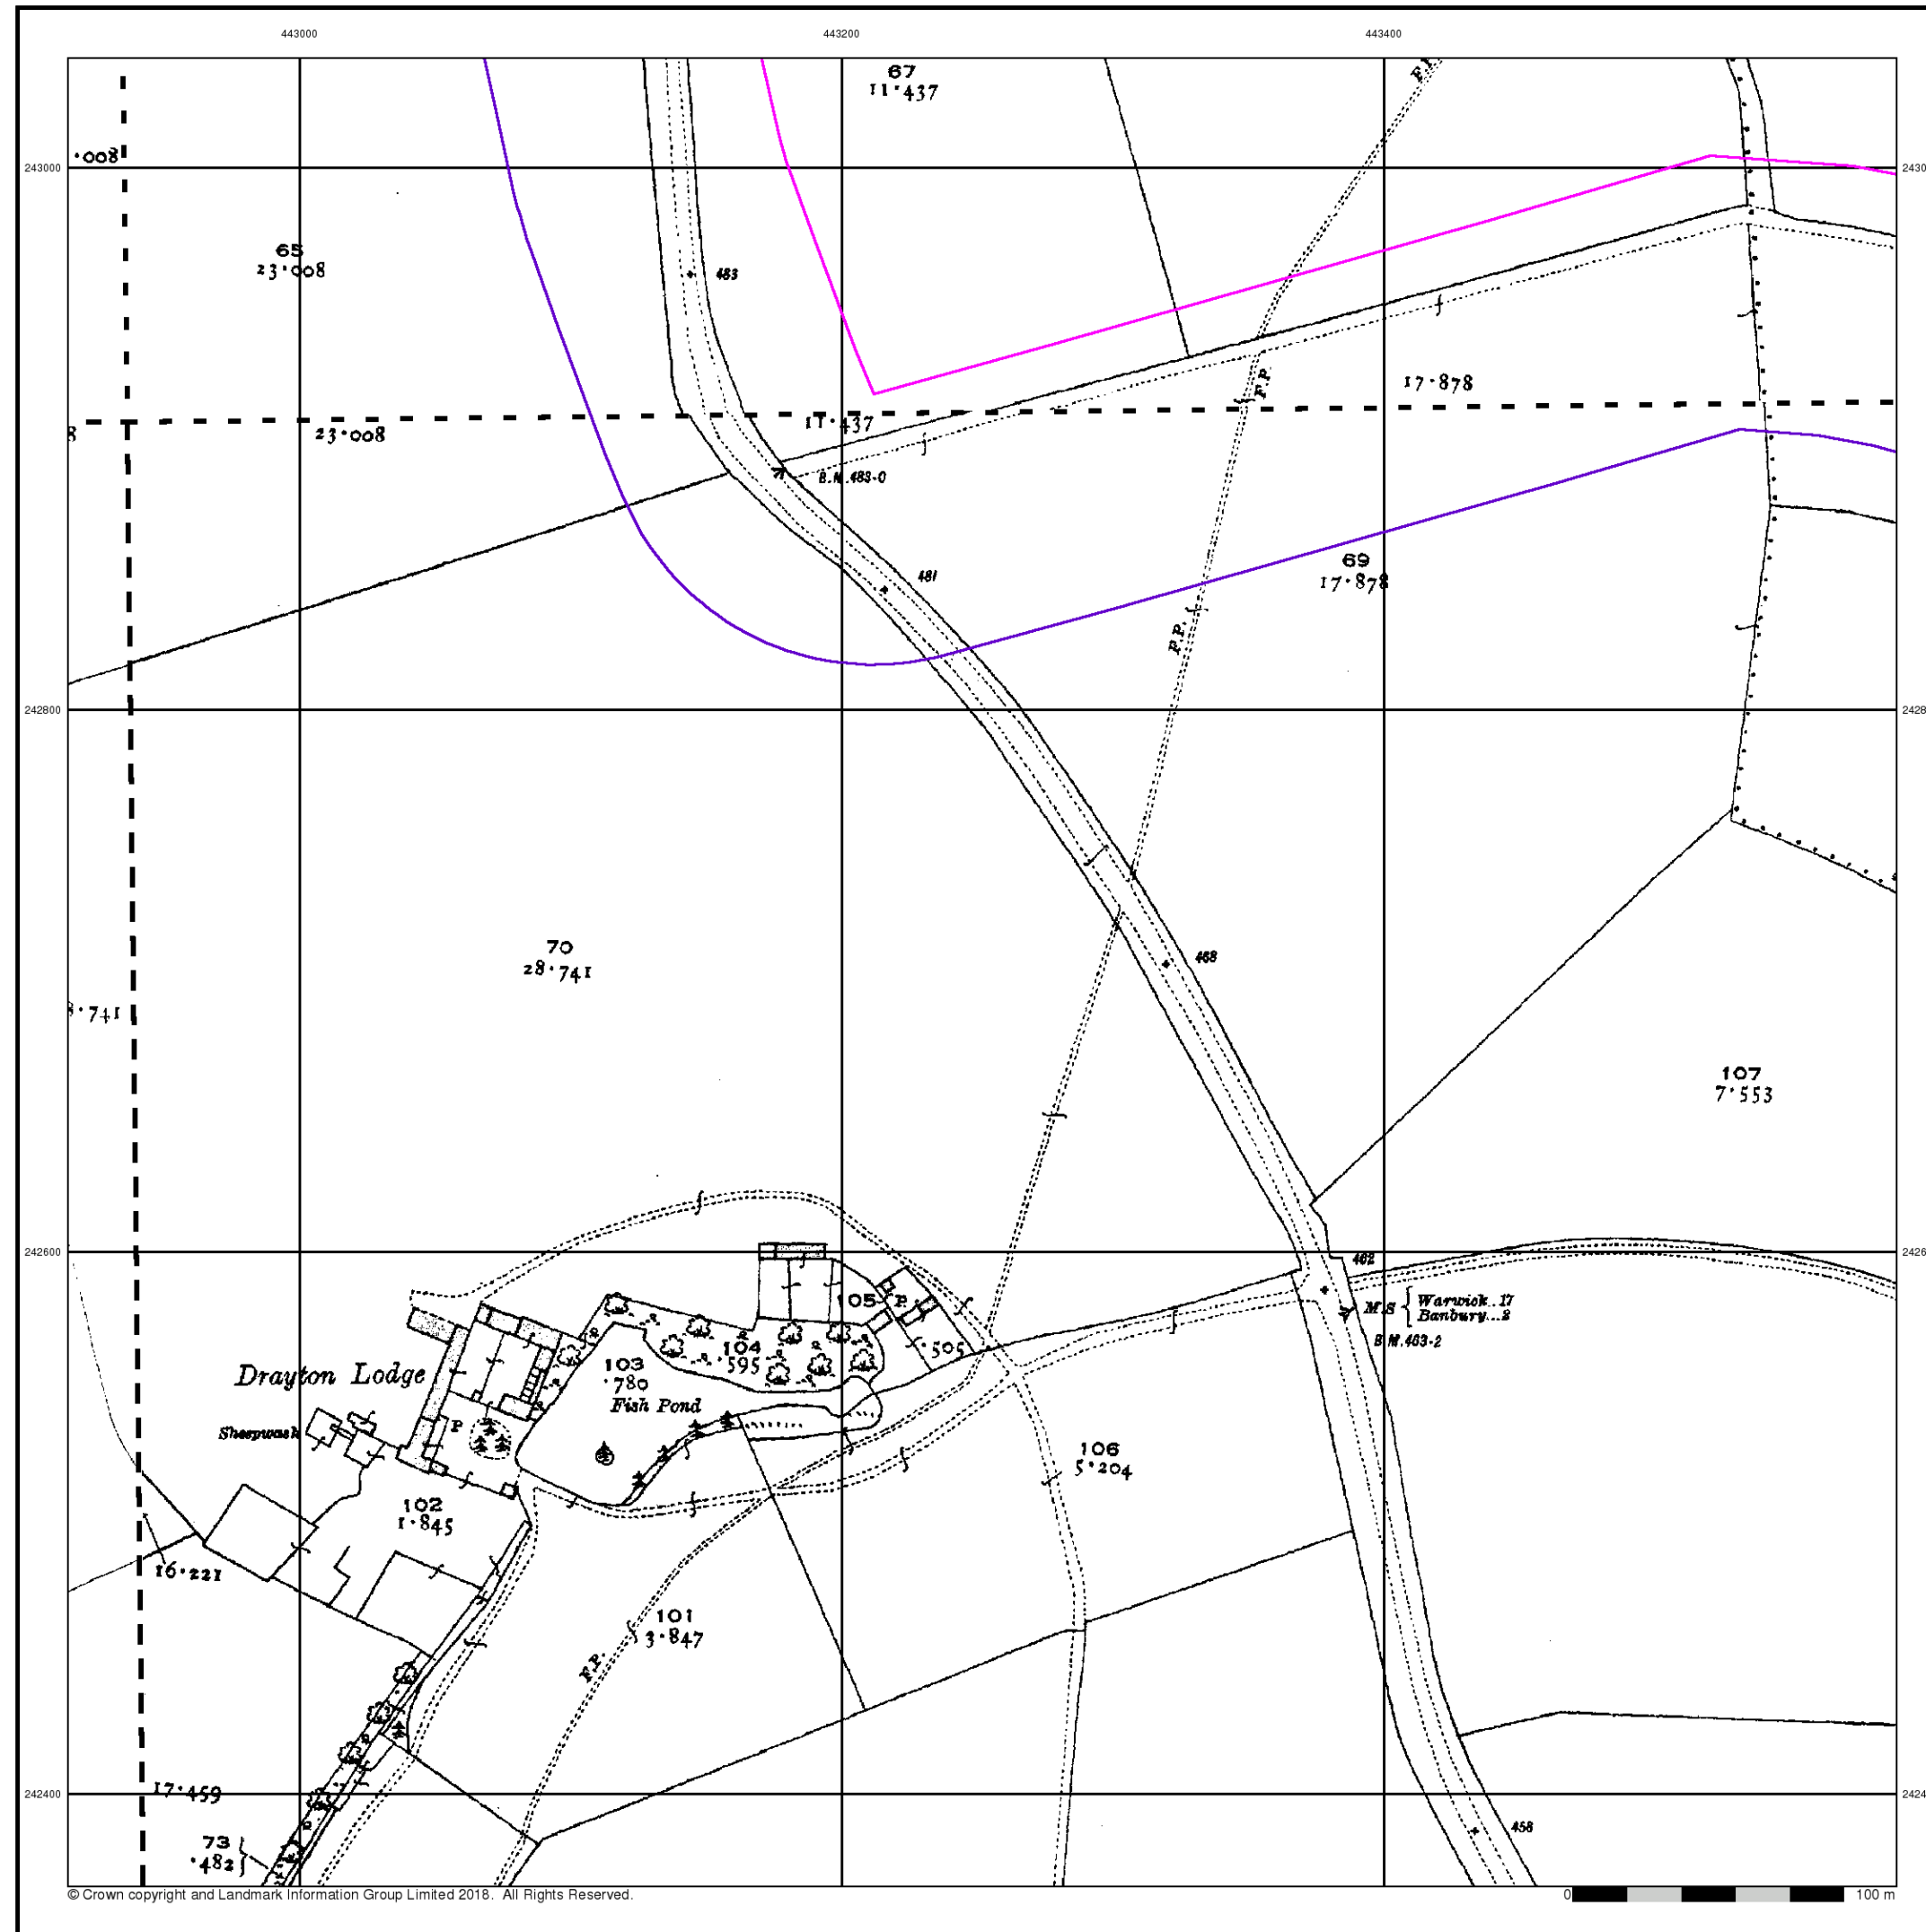 443000 443200 443400
67
11·437
F.P.
·008
243000
65
23·008
483
17·878
F.P.
23·008
11·437
B.M.483·0
481
69
17·878
F.P.
242800
468
70
28·741
8·741
107
7·553
242600
462
M.S { Warwick..17
Banbury...2
B.M.463·2
105
P.
·505
104
·595
103
·780
Fish Pond
Drayton Lodge
Sheepwash
P
106
5·204
102
1·845
16·221
101
3·847
F.P.
17·459
242400
458
73
·482
© Crown copyright and Landmark Information Group Limited 2018. All Rights Reserved.
0 100 m